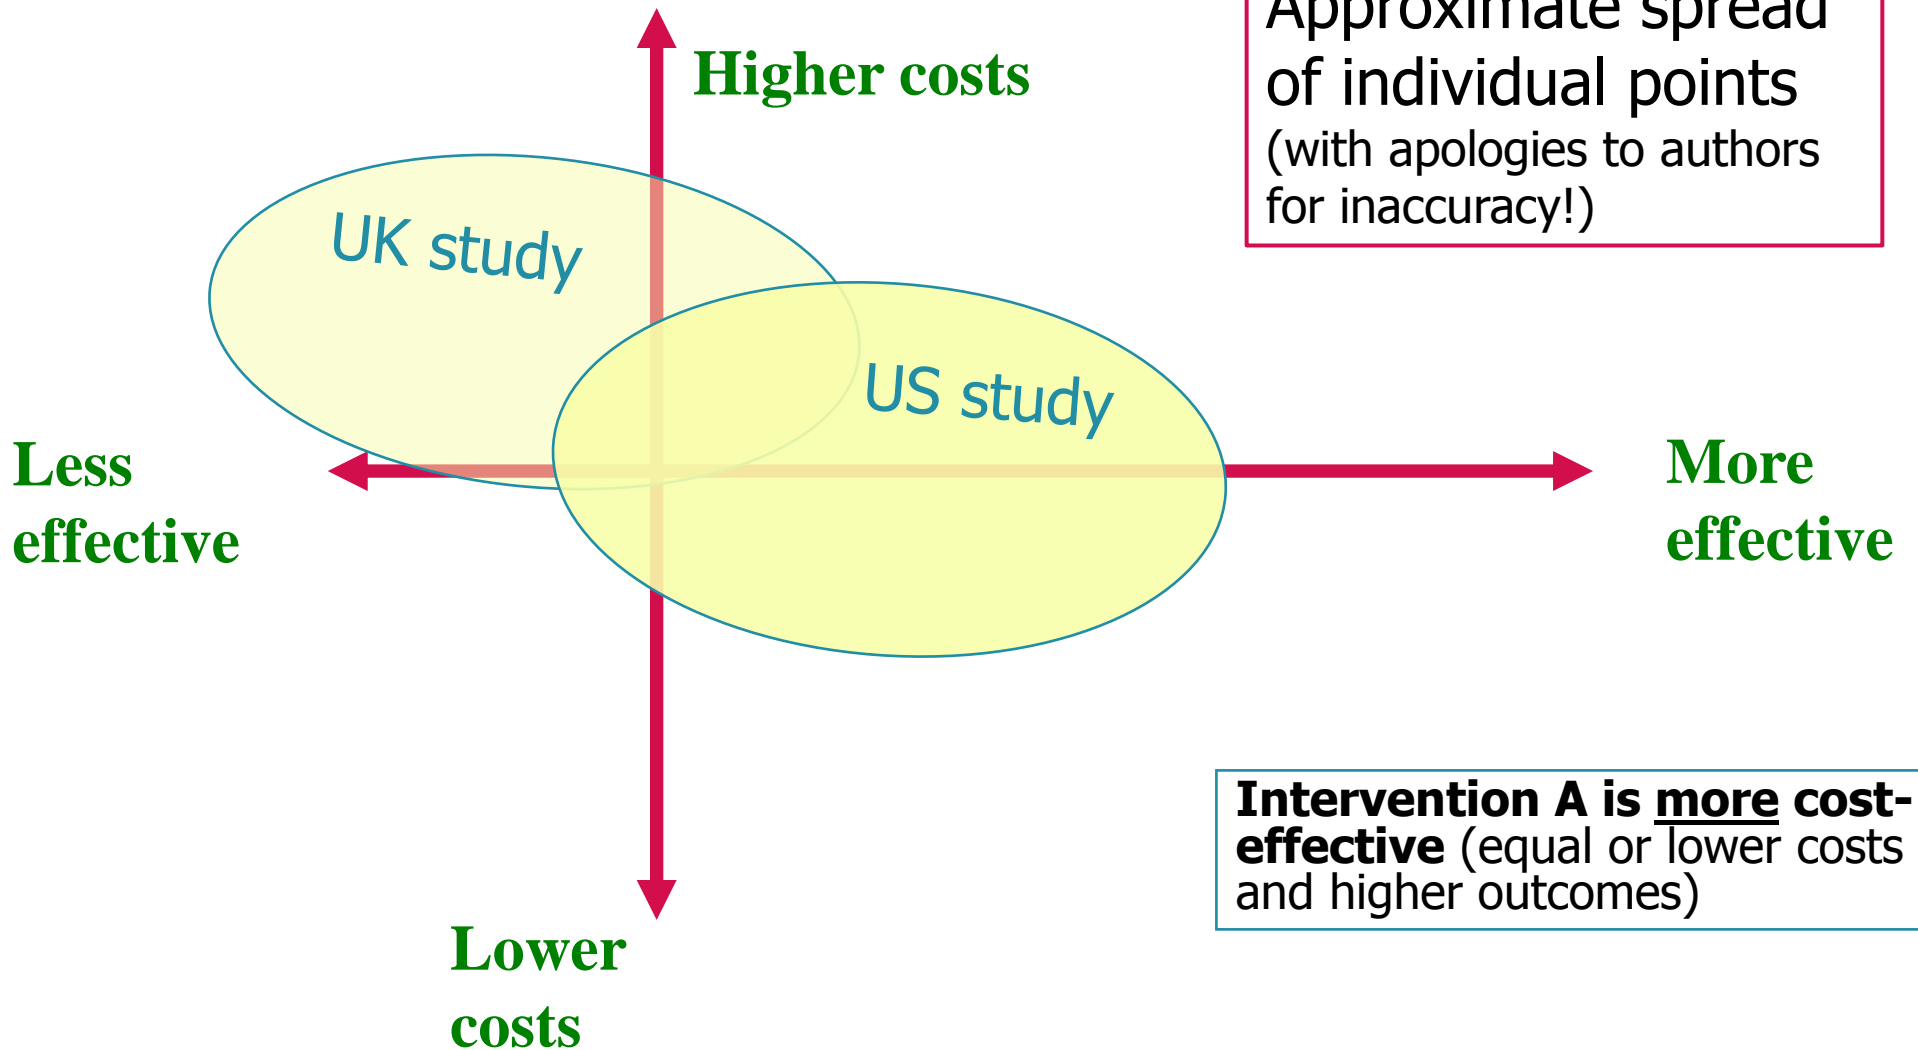 Approximate spread
of individual points
(with apologies to authors
for inaccuracy!)
Higher costs
UK study
US study
Less
effective
More
effective
Intervention A is more cost-
effective (equal or lower costs
and higher outcomes)
Lower
costs